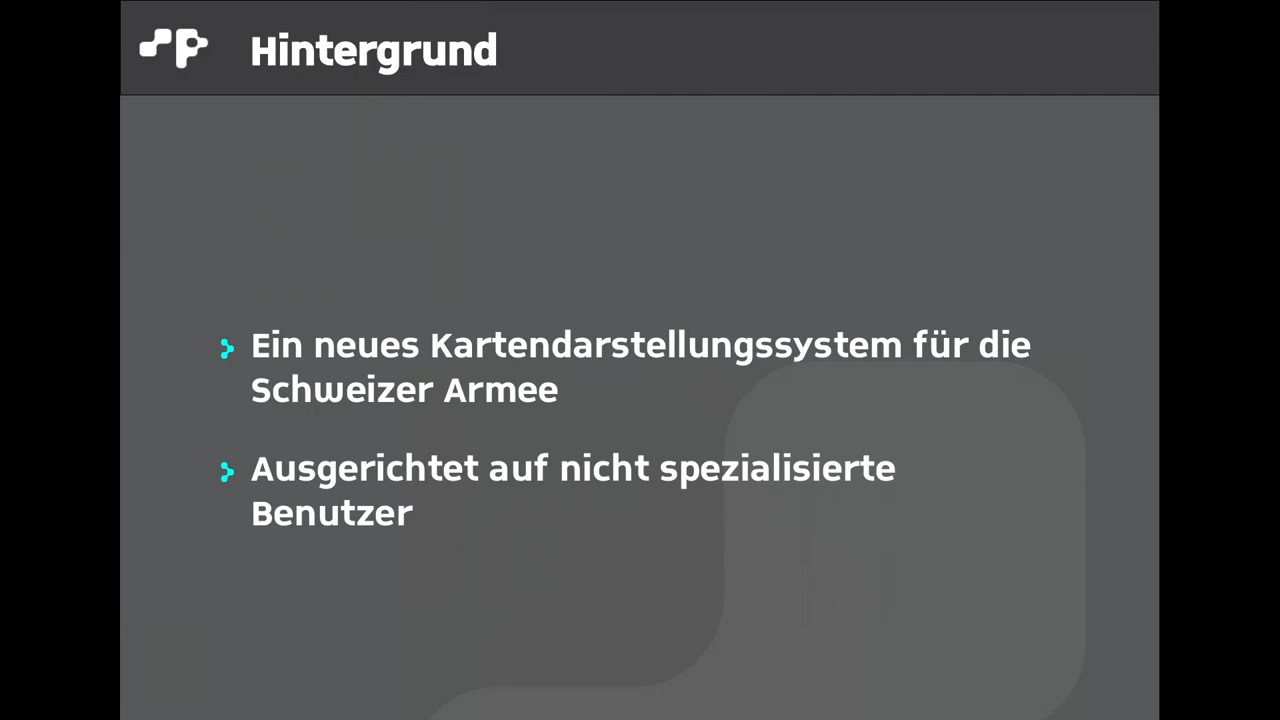 Hintergrund
Ein neues Kartendarstellungssystem für die
Schweizer Armee
Ausgerichtet auf nicht spezialisierte
Benutzer